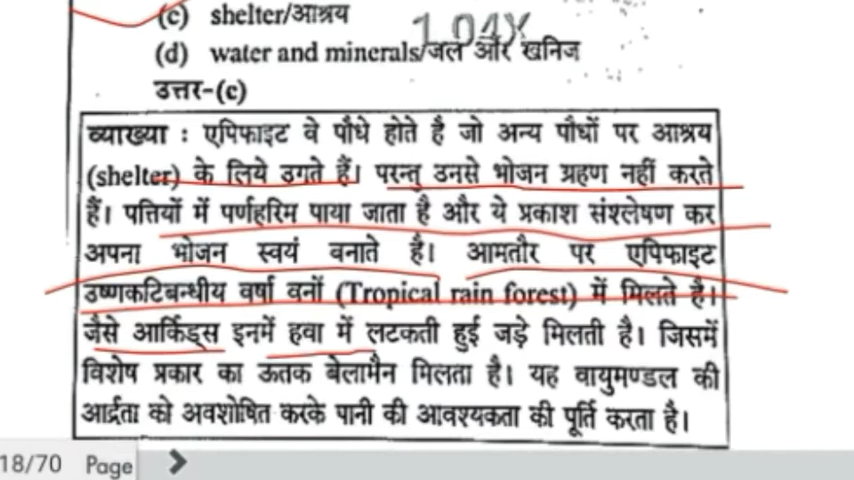 (c) shelter/आश्रय
1.04X
(d) water and minerals/जल और खनिज
उत्तर-(c)
व्याख्या : एपिफाइट वे पौधे होते है जो अन्य पौधों पर आश्रय
(shelter) के लिये उगते हैं। परन्तु उनसे भोजन ग्रहण नहीं करते
हैं। पत्तियों में पर्णहरिम पाया जाता है और ये प्रकाश संश्लेषण कर
अपना भोजन स्वयं बनाते है। आमतौर पर एपिफाइट
उष्णकटिबन्धीय वर्षा वनों (Tropical rain forest) में मिलते है।
जैसे आर्किड्स इनमें हवा में लटकती हुई जड़े मिलती है। जिसमें
विशेष प्रकार का ऊतक बेलामैन मिलता है। यह वायुमण्डल की
आर्द्रता को अवशोषित करके पानी की आवश्यकता की पूर्ति करता है।
18/70 Page